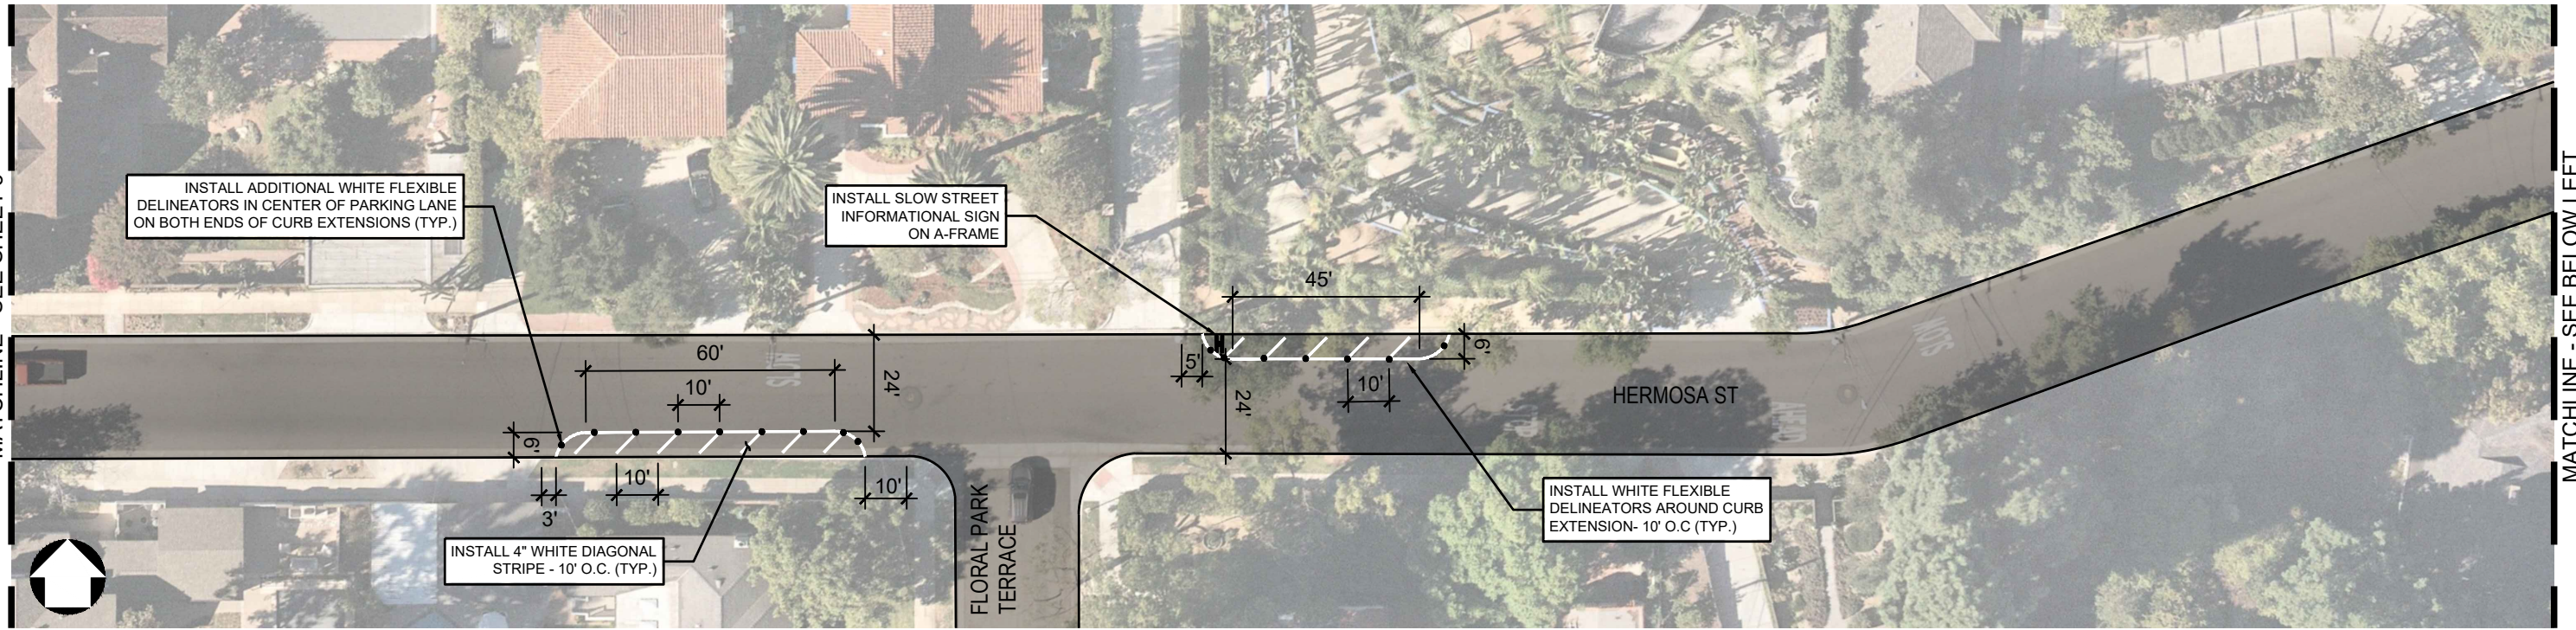 INSTALL ADDITIONAL WHITE FLEXIBLE
DELINEATORS IN CENTER OF PARKING LANE
ON BOTH ENDS OF CURB EXTENSIONS (TYP.)
INSTALL SLOW STREET
INFORMATIONAL SIGN
ON A-FRAME
45'
60'
10'
24'
6'
5'
24'
10'
6'
HERMOSA ST
3'
10'
10'
INSTALL 4" WHITE DIAGONAL
STRIPE - 10' O.C. (TYP.)
FLORAL PARK
TERRACE
INSTALL WHITE FLEXIBLE
DELINEATORS AROUND CURB
EXTENSION- 10' O.C (TYP.)
MATCHLINE - SEE BELOW LEFT